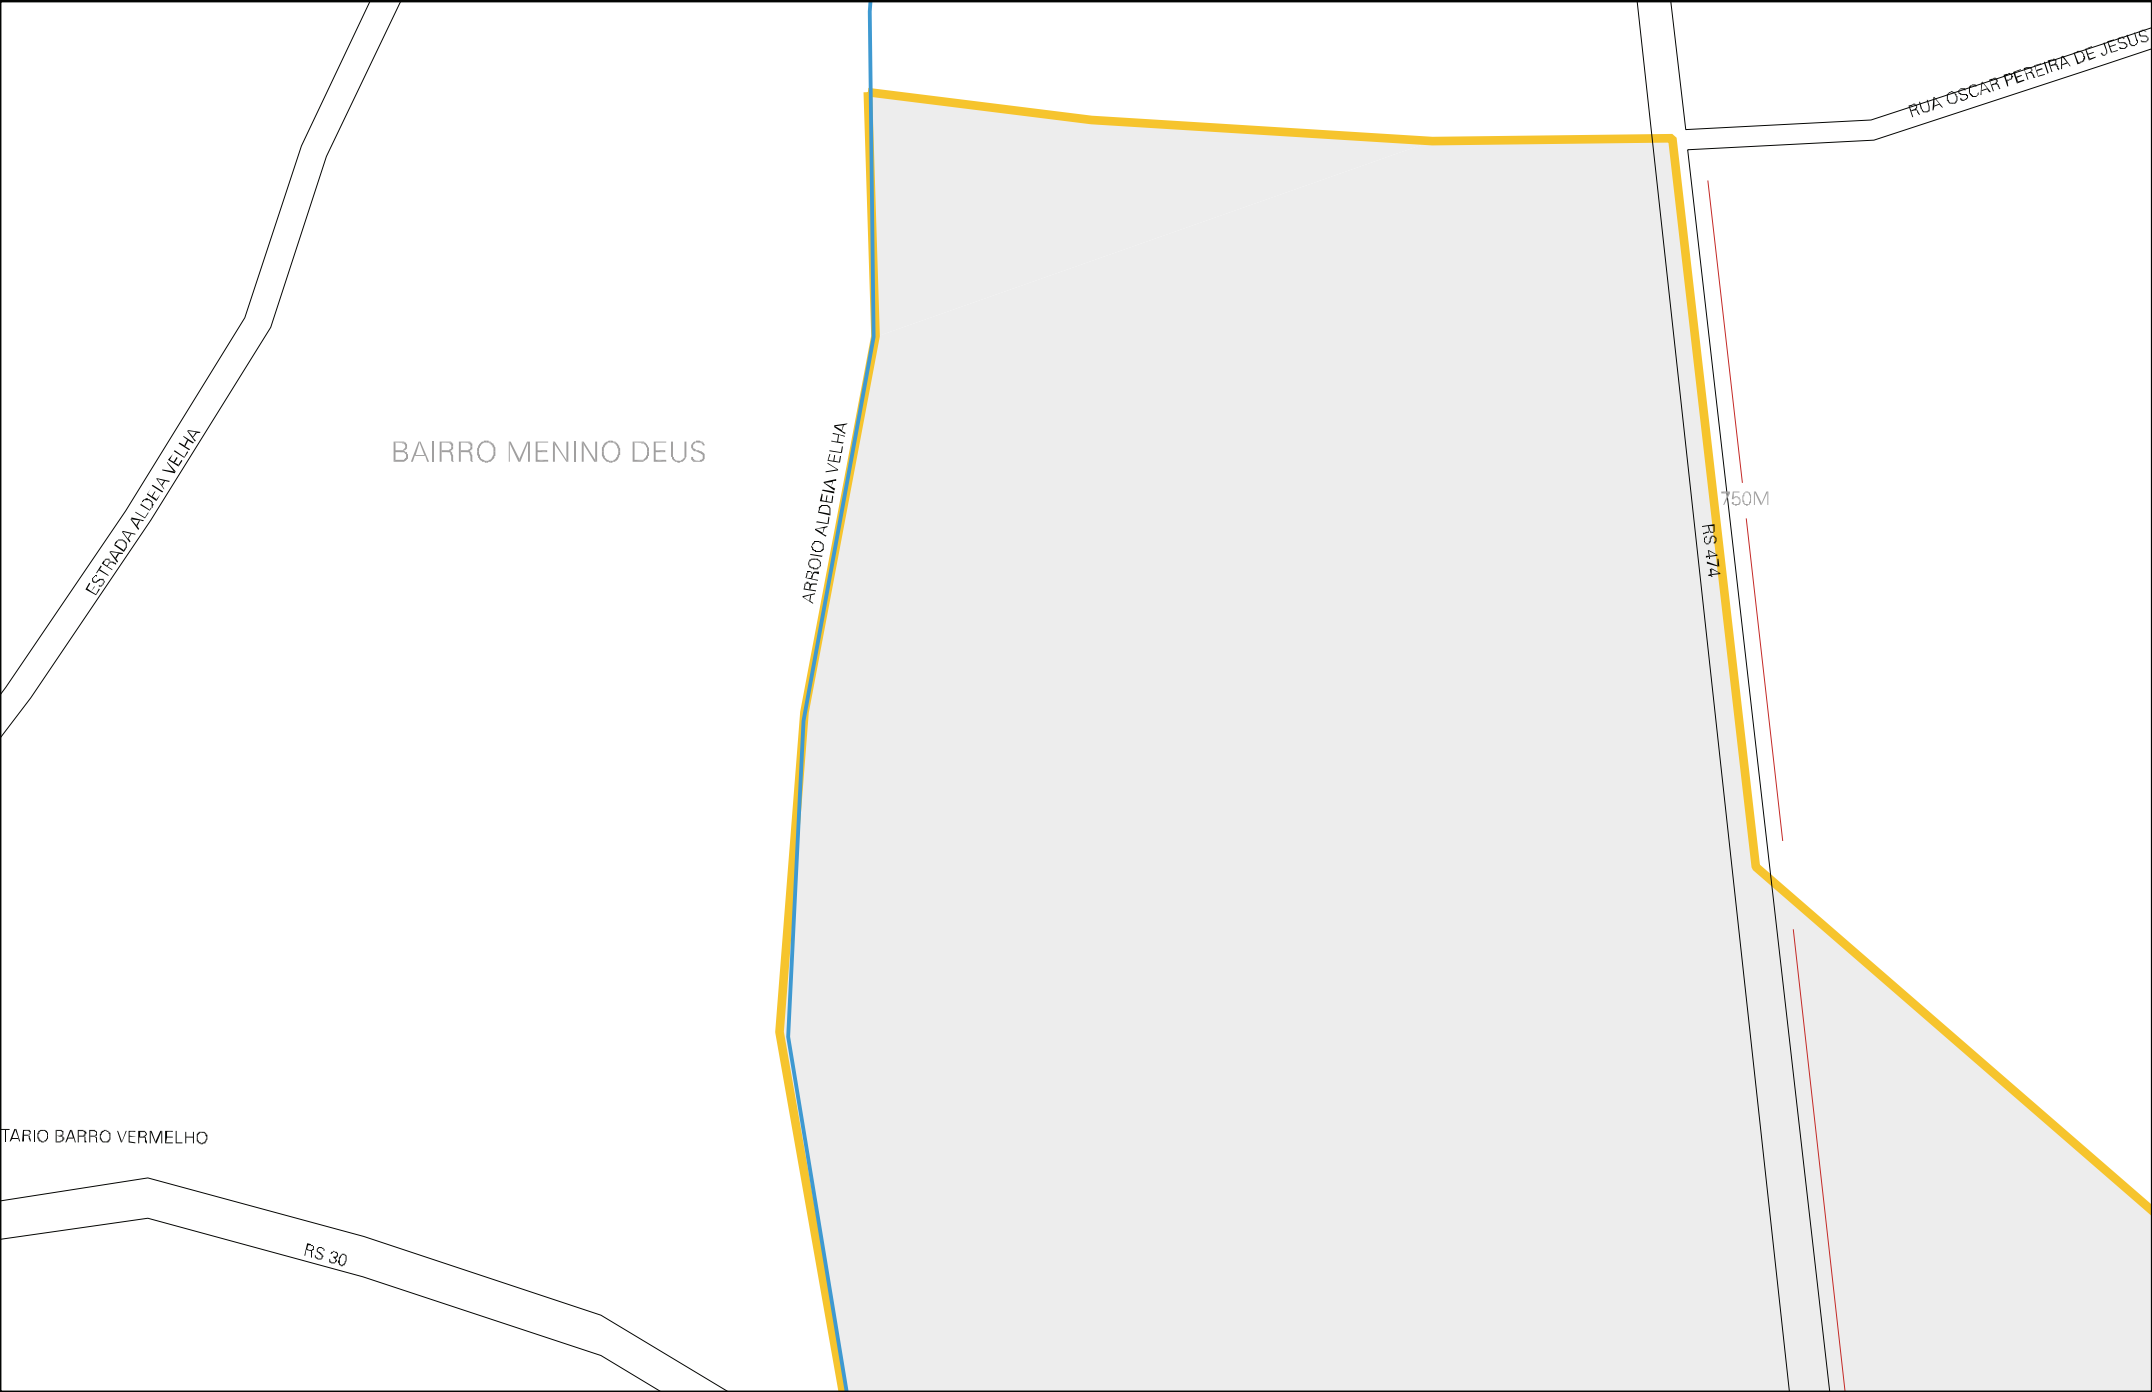 RUA OSCAR PEREIRA DE JESUS
ESTRADA ALDEIA VELHA
BAIRRO MENINO DEUS
ARROIO ALDEIA VELHA
750M
RS 474
TARIO BARRO VERMELHO
RS 30